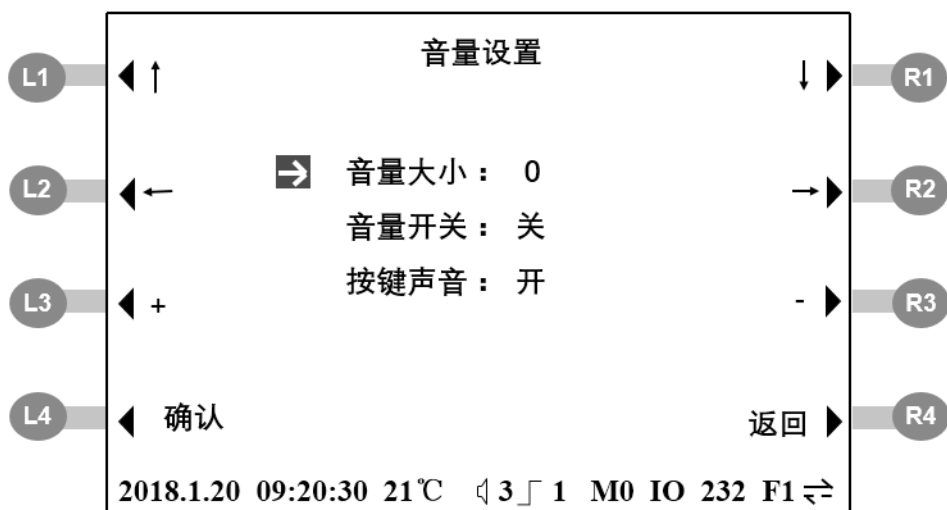 音量设置
L1 ↑ ↓ R1
L2 ← 音量大小： 0 → R2
音量开关： 关
L3 + 按键声音： 开 - R3
L4 确认 返回 R4
2018.1.20 09:20:30 21℃ 3 1 M0 IO 232 F1